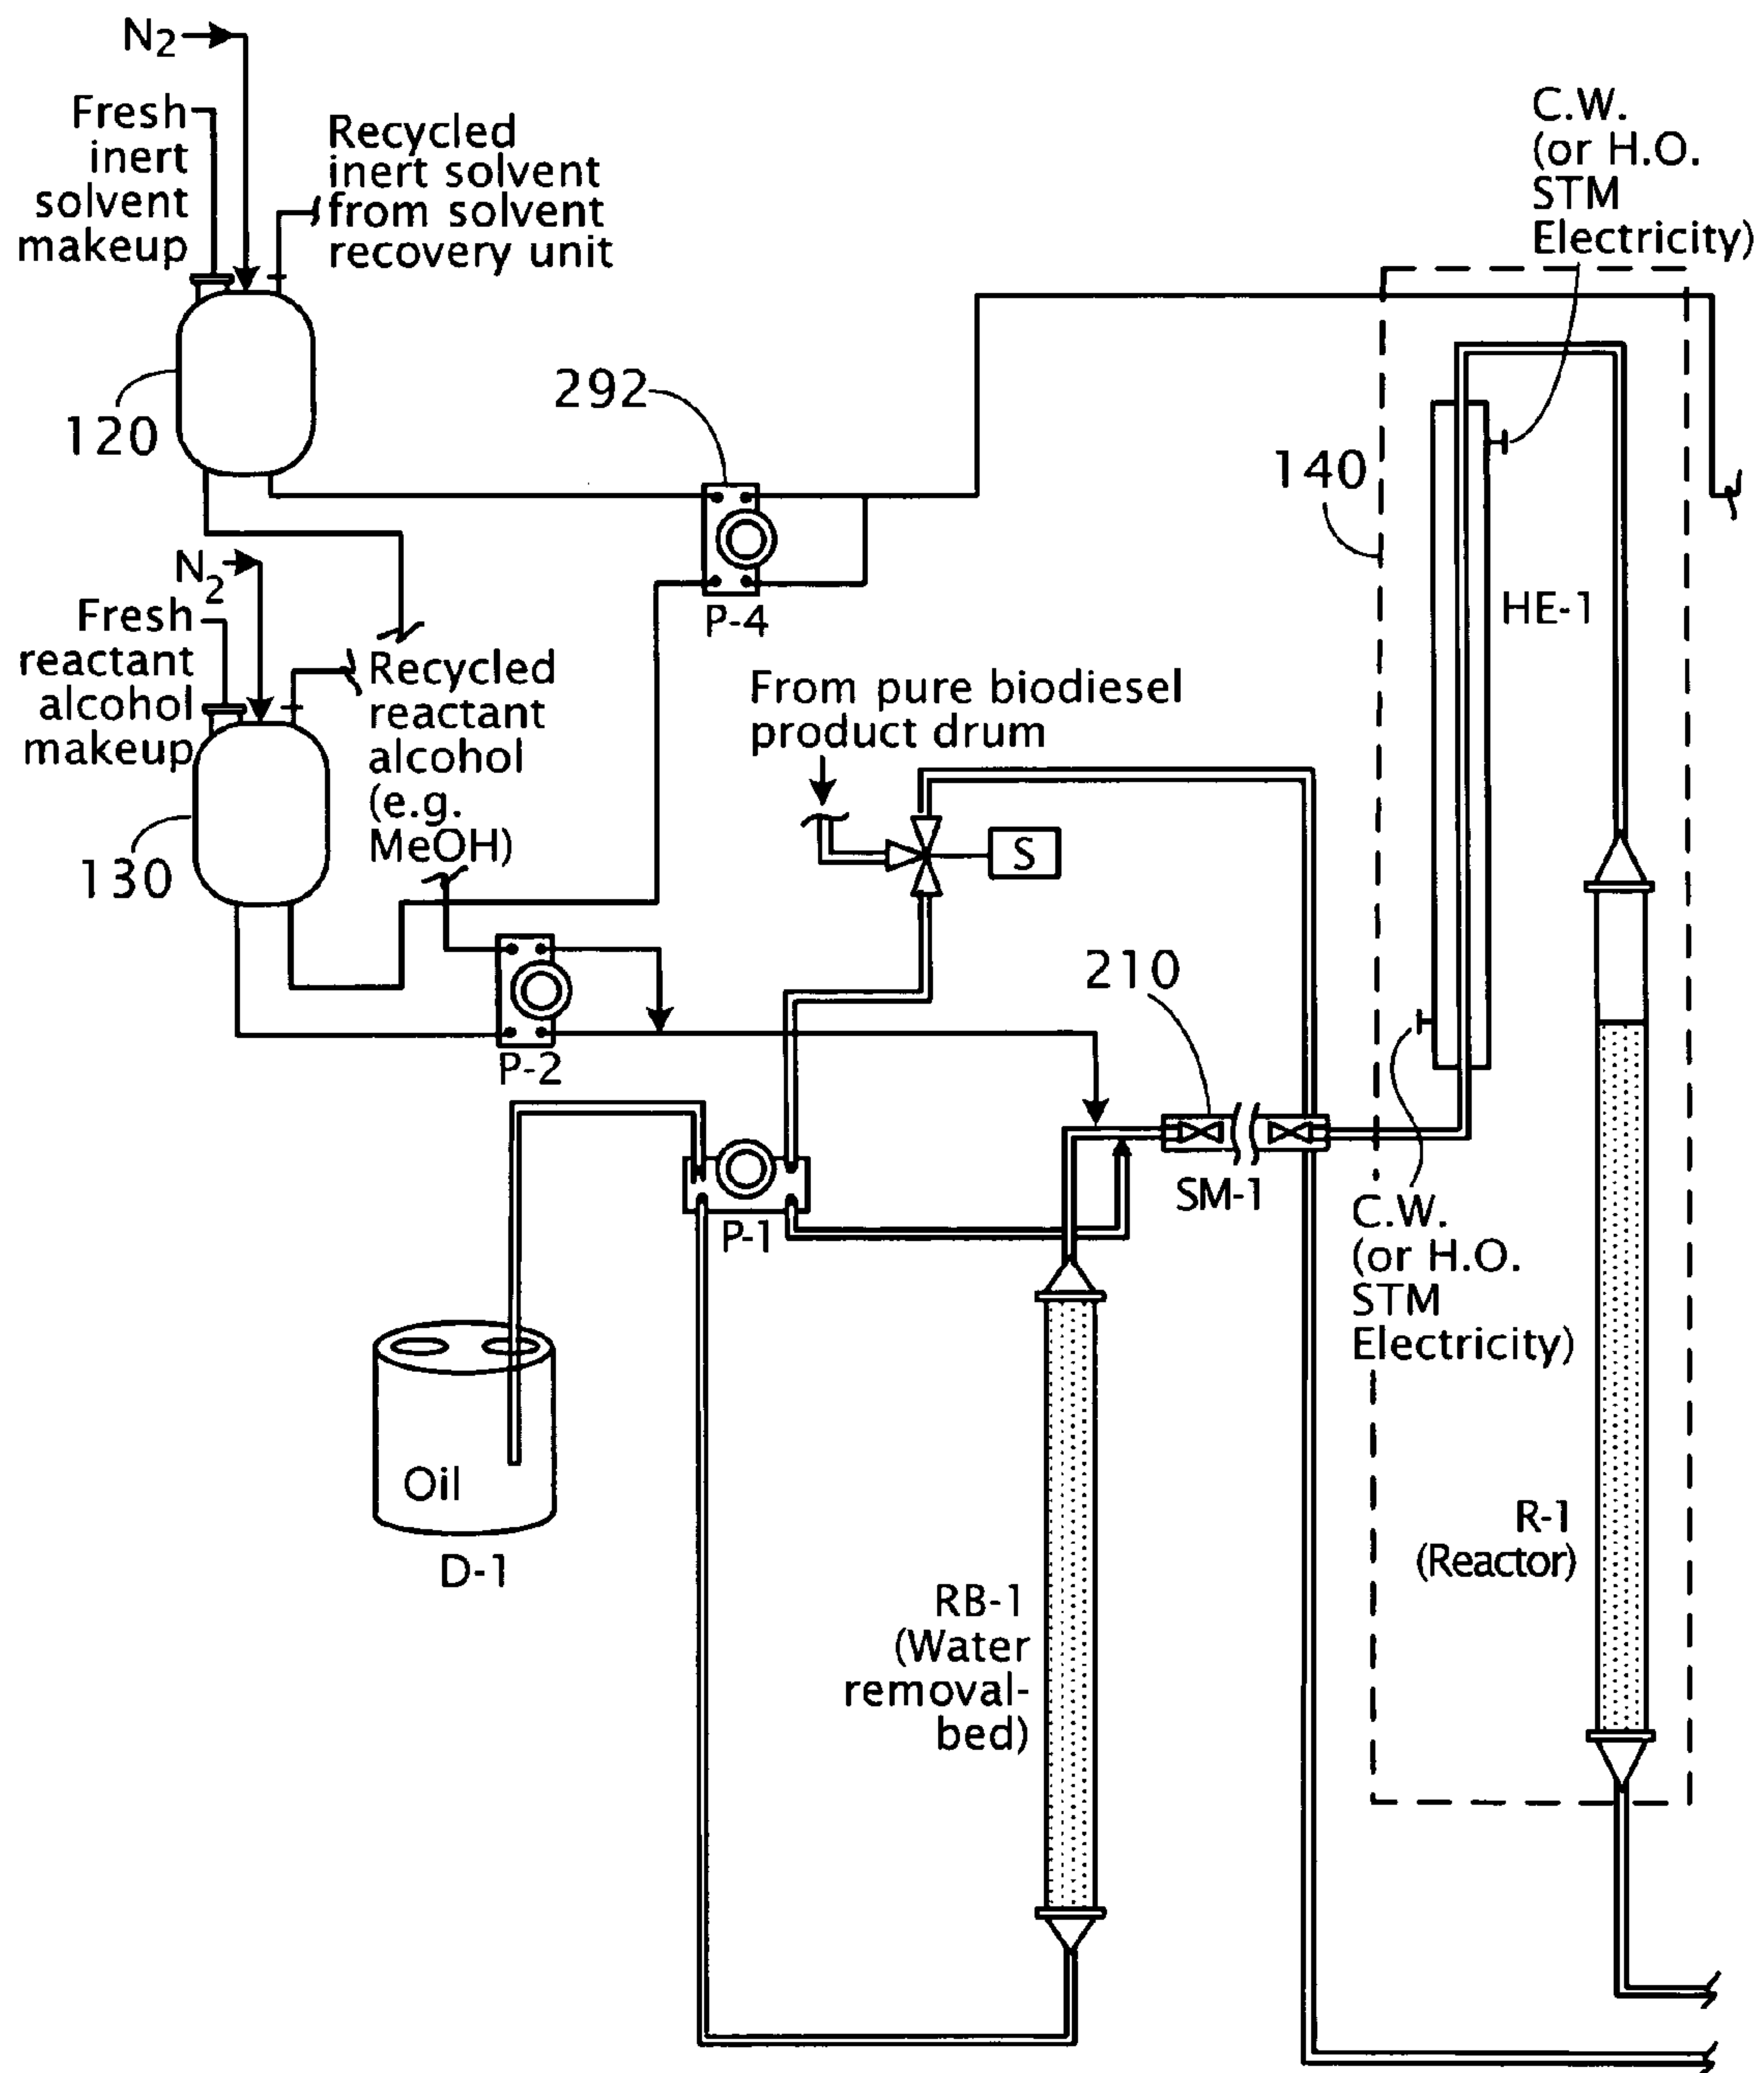 N2
Fresh
inert
solvent
makeup
Recycled
inert solvent
from solvent
recovery unit
C.W.
(or H.O.
STM
Electricity)
120
292
140
P-4
HE-1
N2
Fresh
reactant
alcohol
makeup
Recycled
reactant
alcohol
(e.g.
MeOH)
130
From pure biodiesel
product drum
S
P-2
210
P-1
SM-1
C.W.
(or H.O.
STM
Electricity)
Oil
D-1
R-1
(Reactor)
RB-1
(Water
removal-
bed)